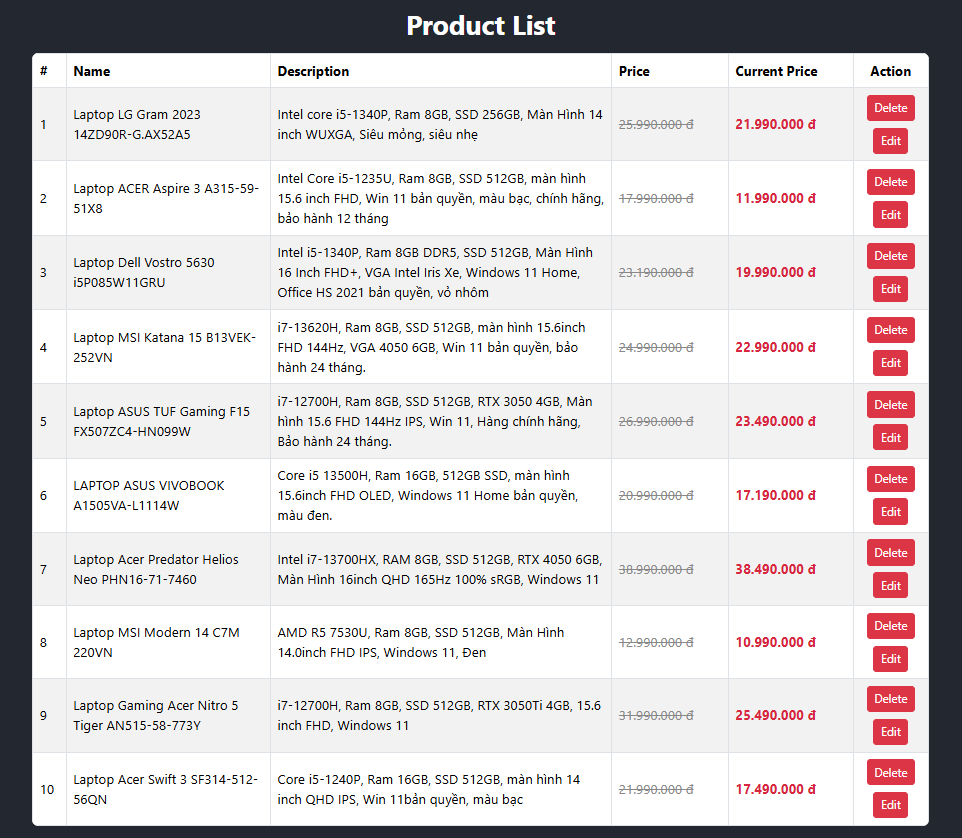 Product List
# Name Description Price Current Price Action
1 Laptop LG Gram 2023 14ZD90R-G.AX52A5 Intel core i5-1340P, Ram 8GB, SSD 256GB, Màn Hình 14 inch WUXGA, Siêu mỏng, siêu nhẹ 25.990.000 đ 21.990.000 đ Delete Edit
2 Laptop ACER Aspire 3 A315-59-51X8 Intel Core i5-1235U, Ram 8GB, SSD 512GB, màn hình 15.6 inch FHD, Win 11 bản quyền, màu bạc, chính hãng, bảo hành 12 tháng 17.990.000 đ 11.990.000 đ Delete Edit
3 Laptop Dell Vostro 5630 i5P085W11GRU Intel i5-1340P, Ram 8GB DDR5, SSD 512GB, Màn Hình 16 Inch FHD+, VGA Intel Iris Xe, Windows 11 Home, Office HS 2021 bản quyền, vỏ nhôm 23.190.000 đ 19.990.000 đ Delete Edit
4 Laptop MSI Katana 15 B13VEK-252VN i7-13620H, Ram 8GB, SSD 512GB, màn hình 15.6inch FHD 144Hz, VGA 4050 6GB, Win 11 bản quyền, bảo hành 24 tháng. 24.990.000 đ 22.990.000 đ Delete Edit
5 Laptop ASUS TUF Gaming F15 FX507ZC4-HN099W i7-12700H, Ram 8GB, SSD 512GB, RTX 3050 4GB, Màn hình 15.6 FHD 144Hz IPS, Win 11, Hàng chính hãng, Bảo hành 24 tháng. 26.990.000 đ 23.490.000 đ Delete Edit
6 LAPTOP ASUS VIVOBOOK A1505VA-L1114W Core i5 13500H, Ram 16GB, 512GB SSD, màn hình 15.6inch FHD OLED, Windows 11 Home bản quyền, màu đen. 20.990.000 đ 17.190.000 đ Delete Edit
7 Laptop Acer Predator Helios Neo PHN16-71-7460 Intel i7-13700HX, RAM 8GB, SSD 512GB, RTX 4050 6GB, Màn Hình 16inch QHD 165Hz 100% sRGB, Windows 11 38.990.000 đ 38.490.000 đ Delete Edit
8 Laptop MSI Modern 14 C7M 220VN AMD R5 7530U, Ram 8GB, SSD 512GB, Màn Hình 14.0inch FHD IPS, Windows 11, Đen 12.990.000 đ 10.990.000 đ Delete Edit
9 Laptop Gaming Acer Nitro 5 Tiger AN515-58-773Y i7-12700H, Ram 8GB, SSD 512GB, RTX 3050Ti 4GB, 15.6 inch FHD, Windows 11 31.990.000 đ 25.490.000 đ Delete Edit
10 Laptop Acer Swift 3 SF314-512-56QN Core i5-1240P, Ram 16GB, SSD 512GB, màn hình 14 inch QHD IPS, Win 11bản quyền, màu bạc 21.990.000 đ 17.490.000 đ Delete Edit